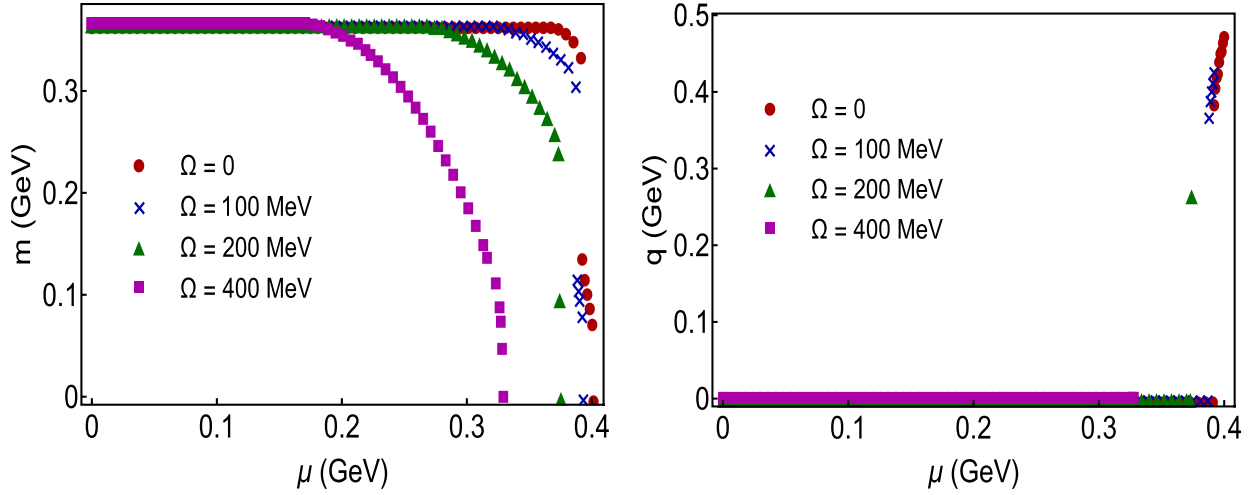 m (GeV)
0.3
0.2
0.1
0
Ω = 0
Ω = 100 MeV
Ω = 200 MeV
Ω = 400 MeV
0 0.1 0.2 0.3 0.4
μ (GeV)
q (GeV)
0.5
0.4
0.3
0.2
0.1
0
Ω = 0
Ω = 100 MeV
Ω = 200 MeV
Ω = 400 MeV
0 0.1 0.2 0.3 0.4
μ (GeV)